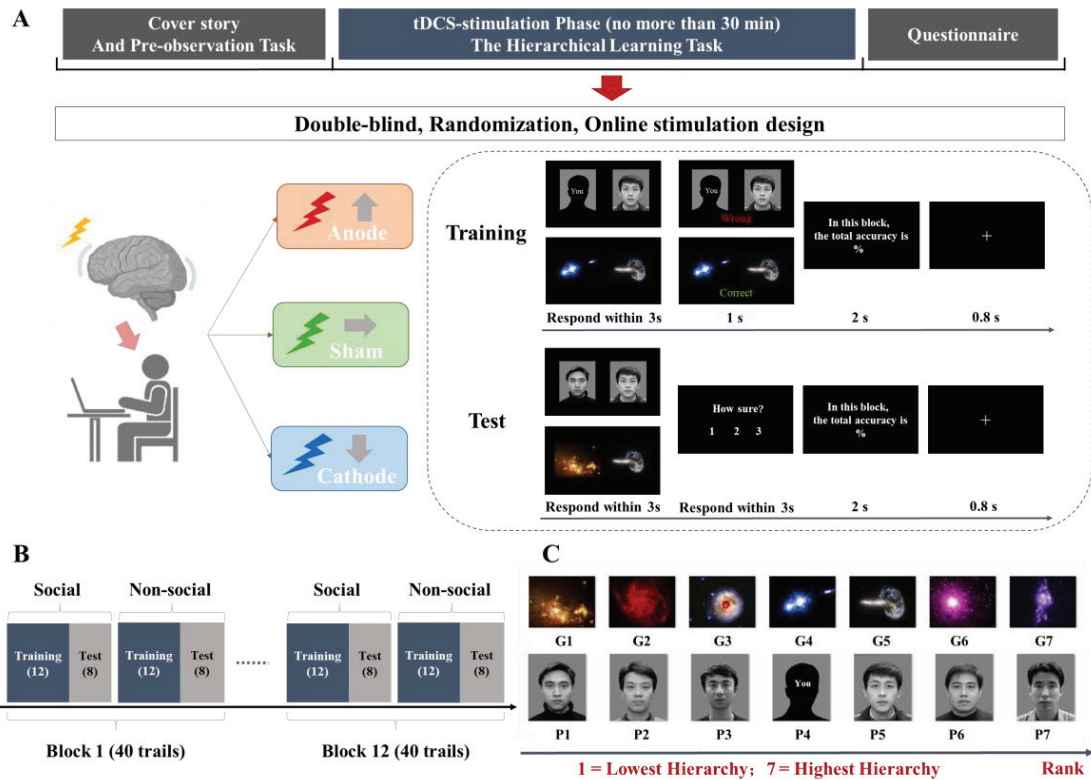 A
Cover story
And Pre-observation Task
tDCS-stimulation Phase (no more than 30 min)
The Hierarchical Learning Task
Questionnaire
Double-blind, Randomization, Online stimulation design
Anode
Sham
Cathode
Training
You
You
Wrong
Correct
In this block,
the total accuracy is
%
+
Respond within 3s
1 s
2 s
0.8 s
Test
How sure?
1 2 3
In this block,
the total accuracy is
%
+
Respond within 3s
Respond within 3s
2 s
0.8 s
B
Social
Non-social
Social
Non-social
Training
(12)
Test
(8)
Training
(12)
Test
(8)
Training
(12)
Test
(8)
Training
(12)
Test
(8)
Block 1 (40 trails)
Block 12 (40 trails)
C
G1 G2 G3 G4 G5 G6 G7
You
P1 P2 P3 P4 P5 P6 P7
1 = Lowest Hierarchy; 7 = Highest Hierarchy
Rank